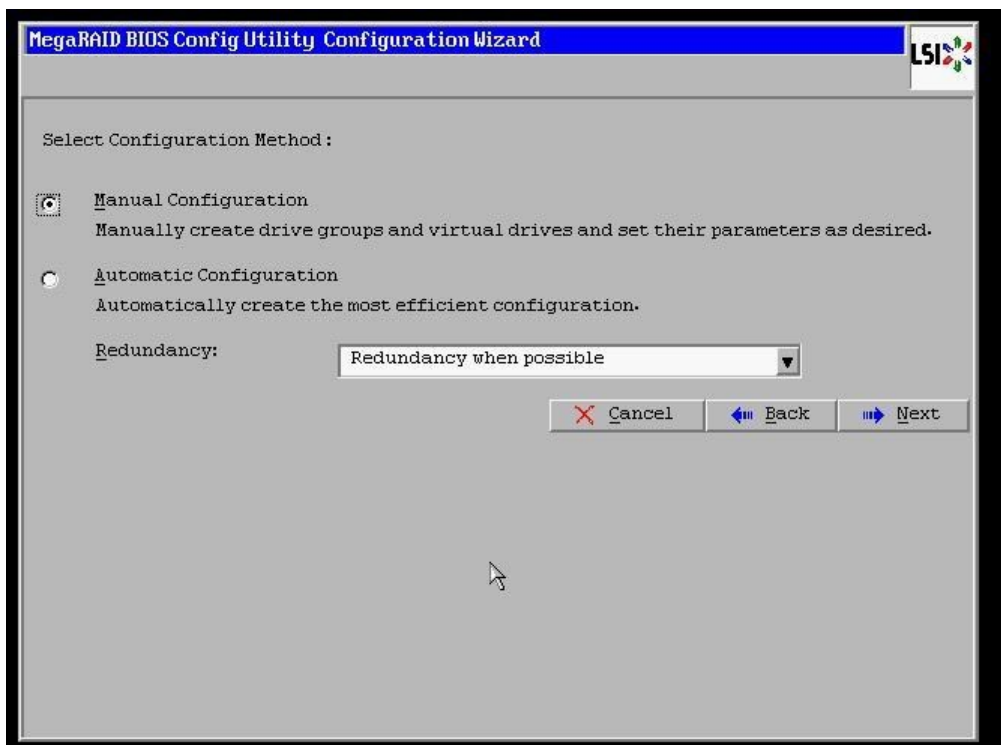 MegaRAID BIOS Config Utility Configuration Wizard
LSI
Select Configuration Method:
Manual Configuration
Manually create drive groups and virtual drives and set their parameters as desired.
Automatic Configuration
Automatically create the most efficient configuration.
Redundancy: Redundancy when possible
Cancel Back Next